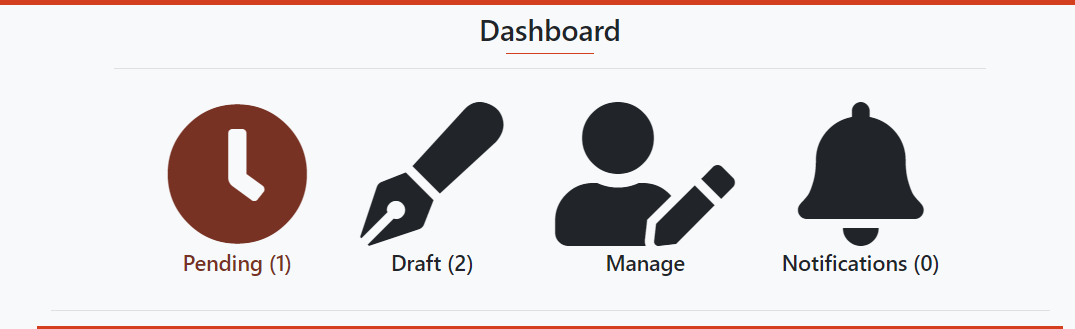 Dashboard
Pending (1)
Draft (2)
Manage
Notifications (0)